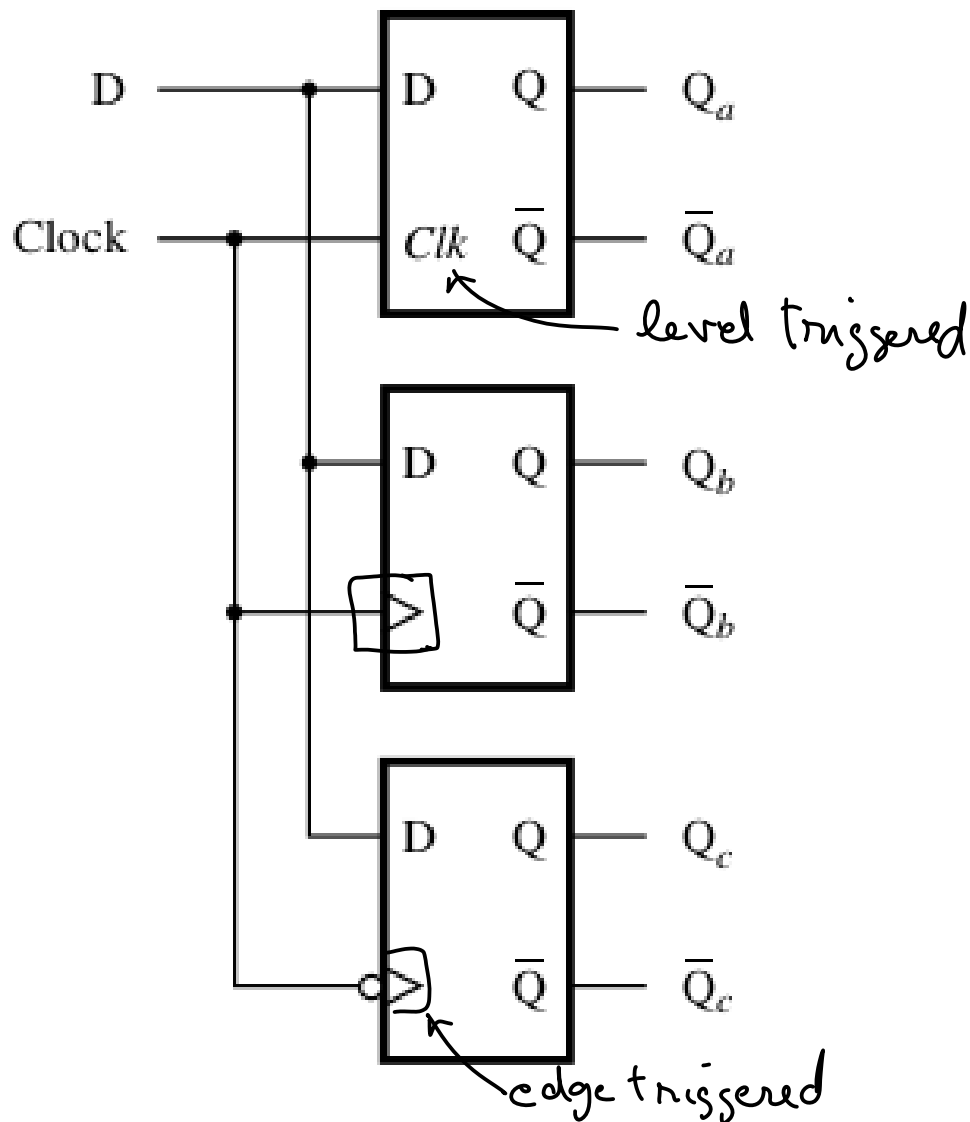 D D Q Qa
Clock Clk Q̅ Q̅a
level triggered
D Q Qb
Q̅ Q̅b
D Q Qc
Q̅ Q̅c
edge triggered